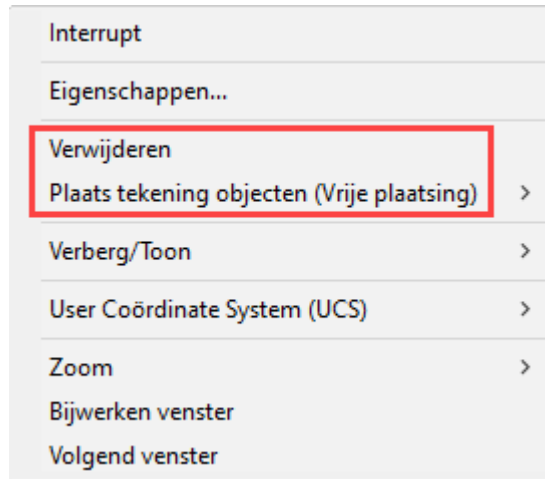 Interrupt
Eigenschappen...
Verwijderen
Plaats tekening objecten (Vrije plaatsing)
Verberg/Toon
User Coördinate System (UCS)
Zoom
Bijwerken venster
Volgend venster